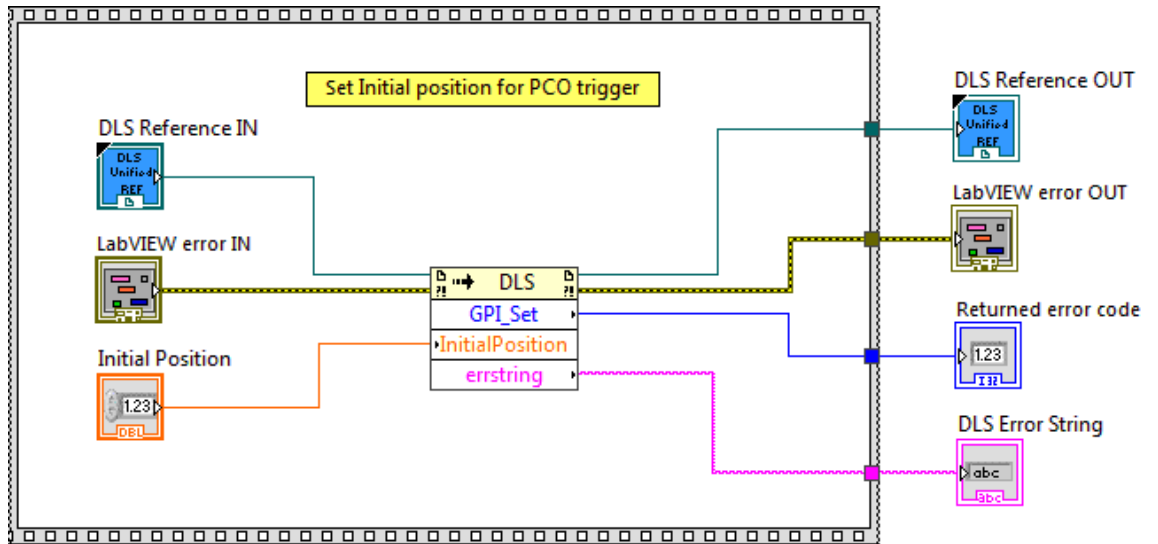 Set Initial position for PCO trigger
DLS Reference IN
DLS
Unified
REF
LabVIEW error IN
Initial Position
1.23
DBL
DLS
GPI_Set
InitialPosition
errstring
DLS Reference OUT
DLS
Unified
REF
LabVIEW error OUT
Returned error code
1.23
I32
DLS Error String
abc
abc